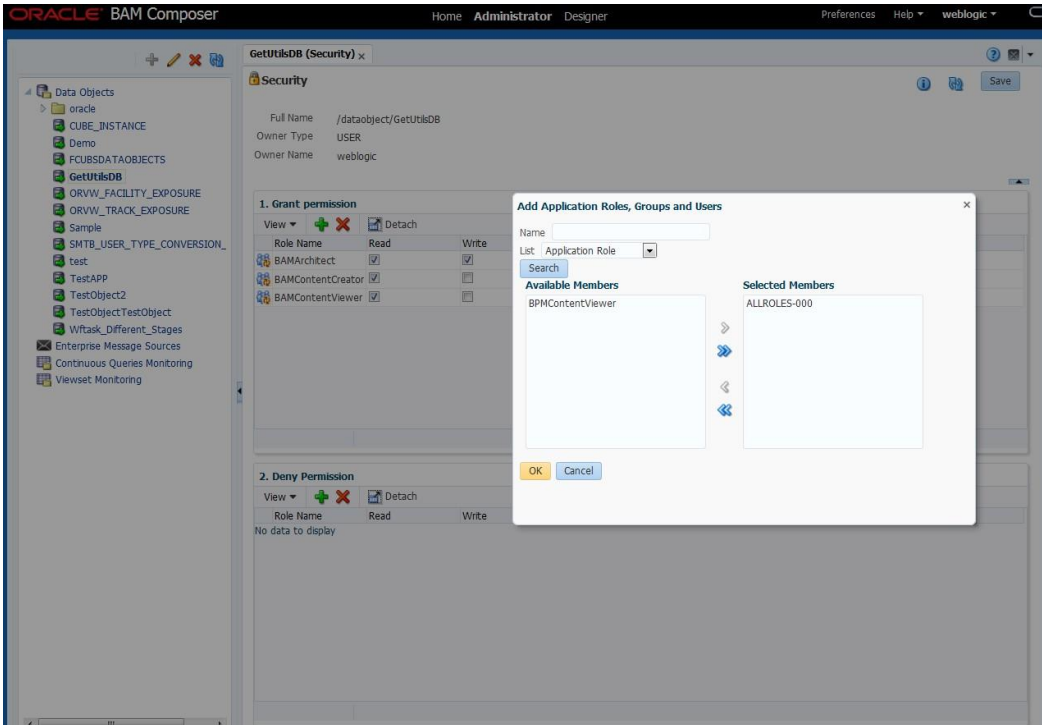 ORACLE BAM Composer
Home Administrator Designer
Preferences Help weblogic
Data Objects
oracle
CUBE_INSTANCE
Demo
FCUBSDATAOBJECTS
GetUtilsDB
ORVW_FACILITY_EXPOSURE
ORVW_TRACK_EXPOSURE
Sample
SMTB_USER_TYPE_CONVERSION_
test
TestAPP
TestObject2
TestObjectTestObject
Wftask_Different_Stages
Enterprise Message Sources
Continuous Queries Monitoring
Viewset Monitoring
GetUtilsDB (Security) x
Security
Save
Full Name /dataobject/GetUtilsDB
Owner Type USER
Owner Name weblogic
1. Grant permission
View Detach
Role Name Read Write
BAMArchitect
BAMContentCreator
BAMContentViewer
2. Deny Permission
View Detach
Role Name Read Write
No data to display
Add Application Roles, Groups and Users
Name
List Application Role
Search
Available Members Selected Members
BPMContentViewer ALLROLES-000
OK Cancel